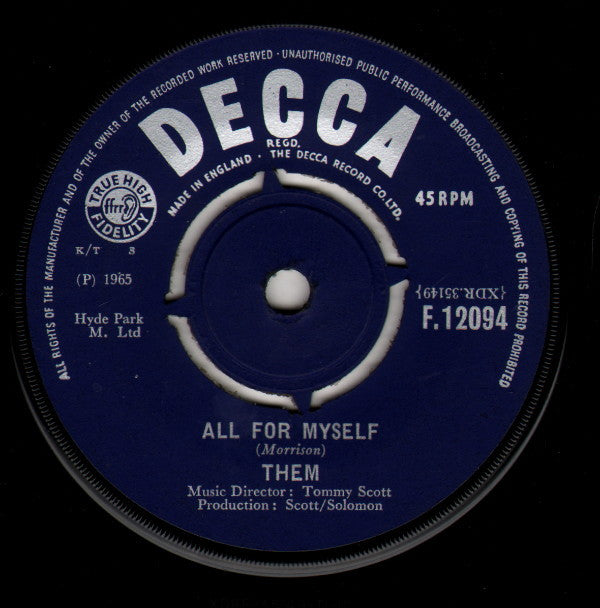 ALL RIGHTS OF THE MANUFACTURER AND OF THE OWNER OF THE RECORDED WORK RESERVED · UNAUTHORISED PUBLIC PERFORMANCE BROADCASTING AND COPYING OF THIS RECORD PROHIBITED
DECCA
REGD.
MADE IN ENGLAND · THE DECCA RECORD CO. LTD.
TRUE HIGH
ffrr
FIDELITY
45 RPM
K/T S
(P) 1965
Hyde Park
M. Ltd
{XDR.35149}
F.12094
ALL FOR MYSELF
(Morrison)
THEM
Music Director: Tommy Scott
Production: Scott/Solomon